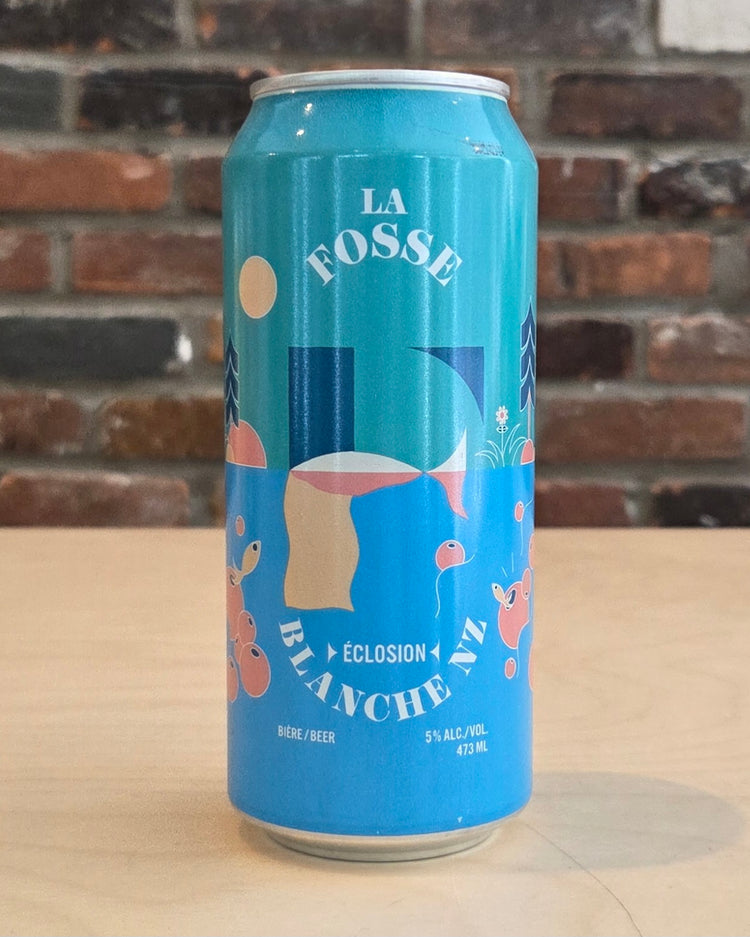 LA
FOSSE
ÉCLOSION
BLANCHE NZ
BIÈRE/BEER
5% ALC./VOL.
473 ML